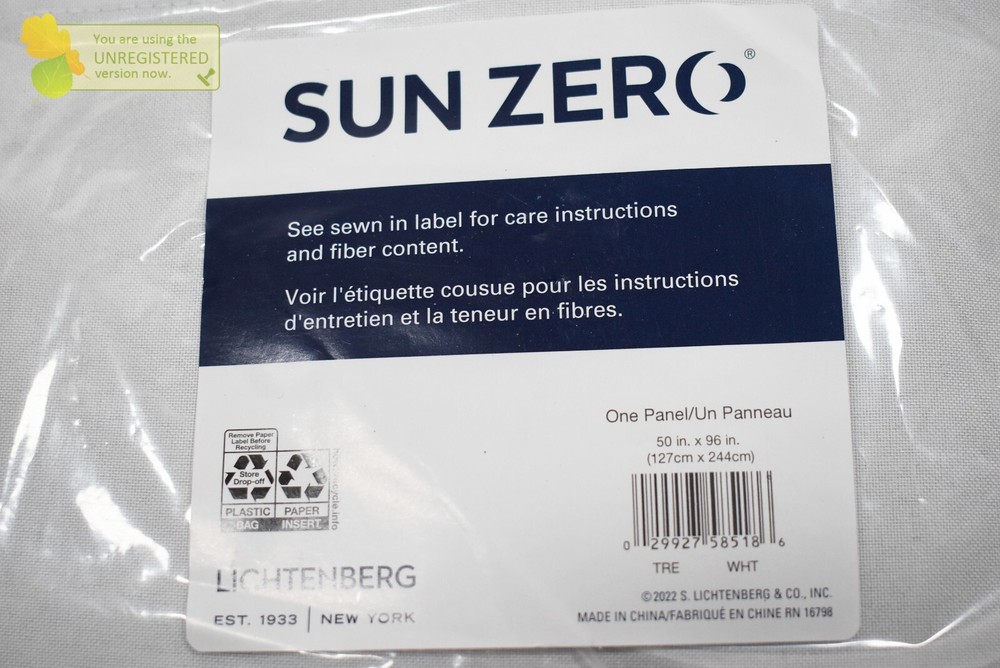 You are using the
UNREGISTERED
version now.
SUN ZERO®
See sewn in label for care instructions
and fiber content.
Voir l'étiquette cousue pour les instructions
d'entretien et la teneur en fibres.
One Panel/Un Panneau
50 in. x 96 in.
(127cm x 244cm)
0 29927 58518 6
TRE WHT
©2022 S. LICHTENBERG & CO., INC.
MADE IN CHINA/FABRIQUÉ EN CHINE RN 16798
Remove Paper
Label Before
Recycling
Store
Drop-off
PLASTIC PAPER
BAG INSERT
how2recycle.info
LICHTENBERG
EST. 1933 | NEW YORK